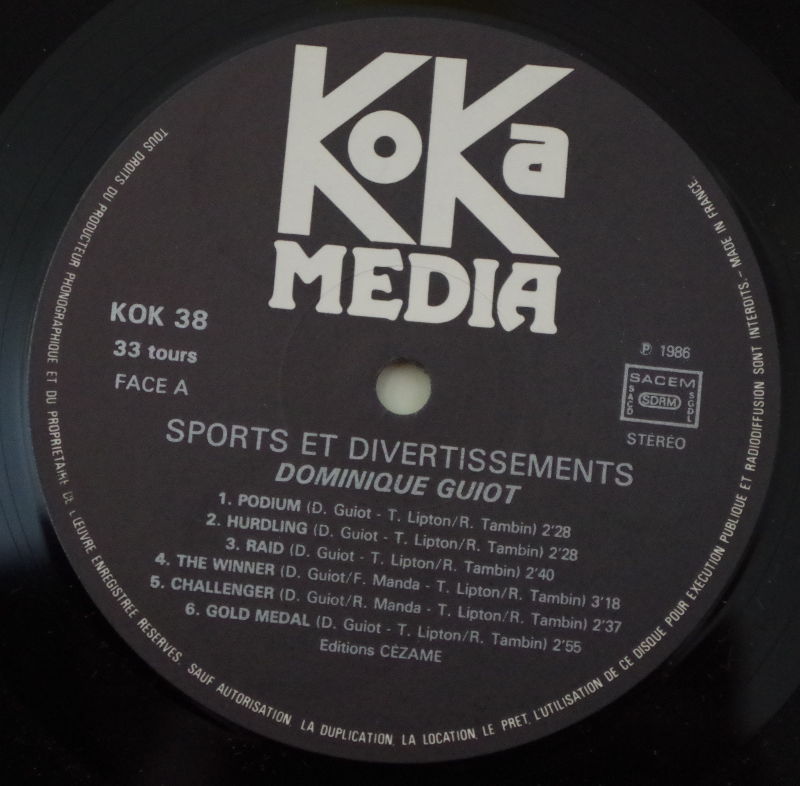 KoKa
MEDIA
KOK 38
33 tours
FACE A
℗ 1986
SACEM
SACD
SDRM
SGDL
STÉRÉO
SPORTS ET DIVERTISSEMENTS
DOMINIQUE GUIOT
1. PODIUM (D. Guiot - T. Lipton/R. Tambin) 2'28
2. HURDLING (D. Guiot - T. Lipton/R. Tambin) 2'28
3. RAID (D. Guiot - T. Lipton/R. Tambin) 2'40
4. THE WINNER (D. Guiot/F. Manda - T. Lipton/R. Tambin) 3'18
5. CHALLENGER (D. Guiot/R. Manda - T. Lipton/R. Tambin) 2'37
6. GOLD MEDAL (D. Guiot - T. Lipton/R. Tambin) 2'55
Editions CÉZAME
TOUS DROITS DU PRODUCTEUR PHONOGRAPHIQUE ET DU PROPRIETAIRE DE L'ŒUVRE ENREGISTREE RESERVES. SAUF AUTORISATION, LA DUPLICATION, LA LOCATION, LE PRET, L'UTILISATION DE CE DISQUE POUR EXECUTION PUBLIQUE ET RADIODIFFUSION SONT INTERDITS. - MADE IN FRANCE.